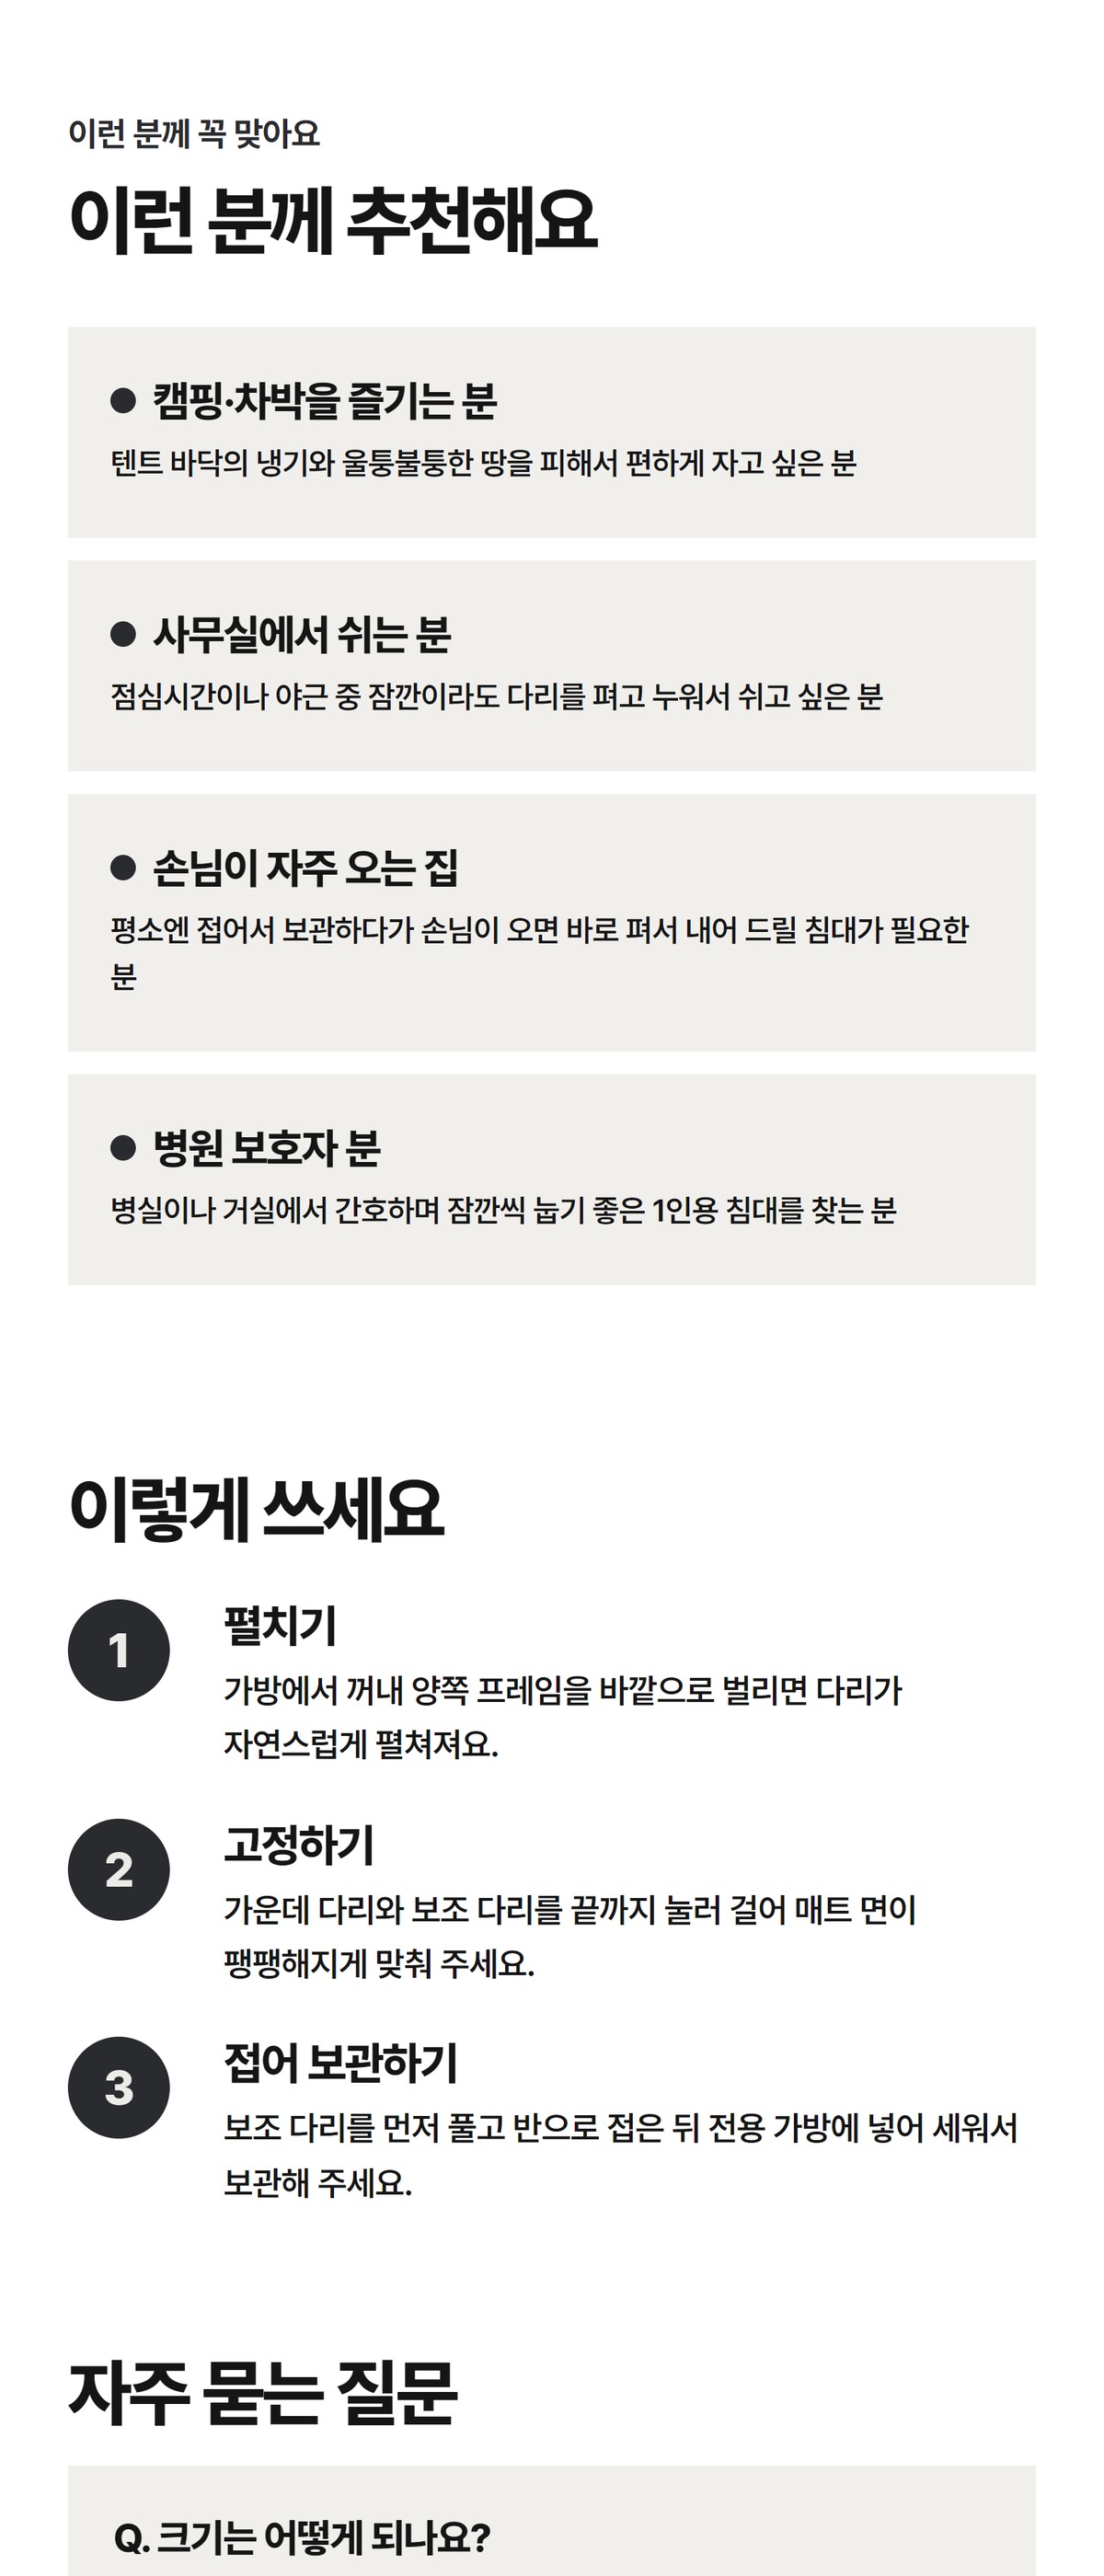 이런 분께 꼭 맞아요
이런 분께 추천해요
캠핑·차박을 즐기는 분
텐트 바닥의 냉기와 울퉁불퉁한 땅을 피해서 편하게 자고 싶은 분
사무실에서 쉬는 분
점심시간이나 야근 중 잠깐이라도 다리를 펴고 누워서 쉬고 싶은 분
손님이 자주 오는 집
평소엔 접어서 보관하다가 손님이 오면 바로 펴서 내어 드릴 침대가 필요한
분
병원 보호자 분
병실이나 거실에서 간호하며 잠깐씩 눕기 좋은 1인용 침대를 찾는 분
이렇게 쓰세요
1
펼치기
가방에서 꺼내 양쪽 프레임을 바깥으로 벌리면 다리가
자연스럽게 펼쳐져요.
2
고정하기
가운데 다리와 보조 다리를 끝까지 눌러 걸어 매트 면이
팽팽해지게 맞춰 주세요.
3
접어 보관하기
보조 다리를 먼저 풀고 반으로 접은 뒤 전용 가방에 넣어 세워서
보관해 주세요.
자주 묻는 질문
Q. 크기는 어떻게 되나요?